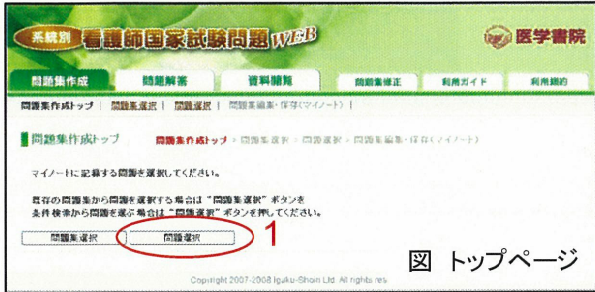 系統別 看護師国家試験問題WEB
医学書院
問題集作成 問題解答 資料閲覧 問題集修正 利用ガイド 利用規約
問題集作成トップ | 問題集選択 | 問題選択 | 問題集編集・保存(マイノート) |
問題集作成トップ 問題集作成トップ > 問題集選択 > 問題選択 > 問題集編集・保存(マイノート)
マイノートに記録する問題を選択してください。
既存の問題集から問題を選択する場合は“問題集選択”ボタンを
条件検索から問題を選ぶ場合は“問題選択”ボタンを押してください。
問題集選択 問題選択 1
図 トップページ
Copyright 2007-2008 Igaku-Shoin Ltd. All rights res